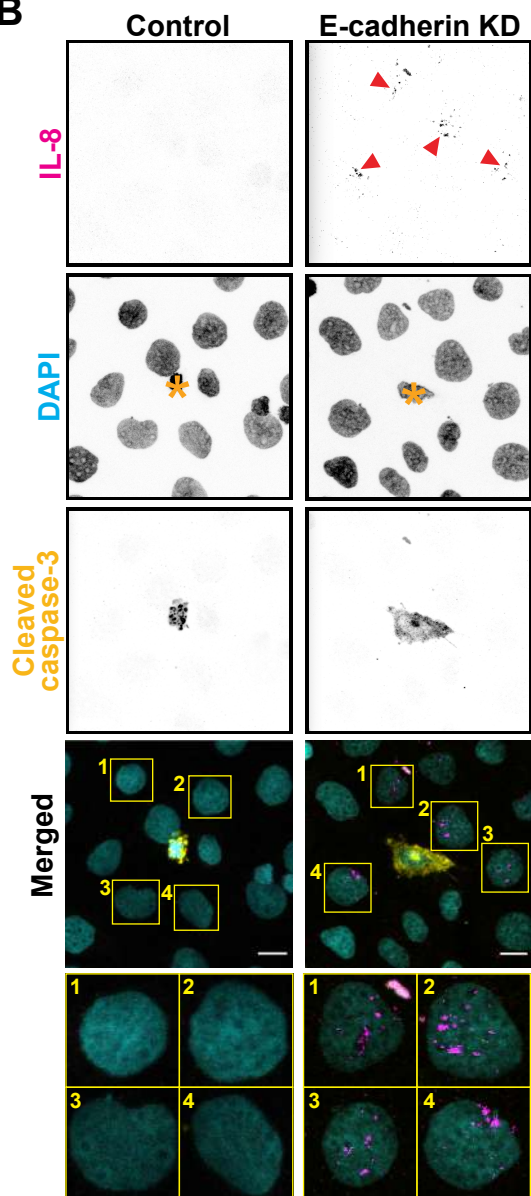 B
Control
E-cadherin KD
IL-8
DAPI
*
*
Cleaved
caspase-3
Merged
1
2
3
4
1
2
3
4
1
2
3
4
1
2
3
4